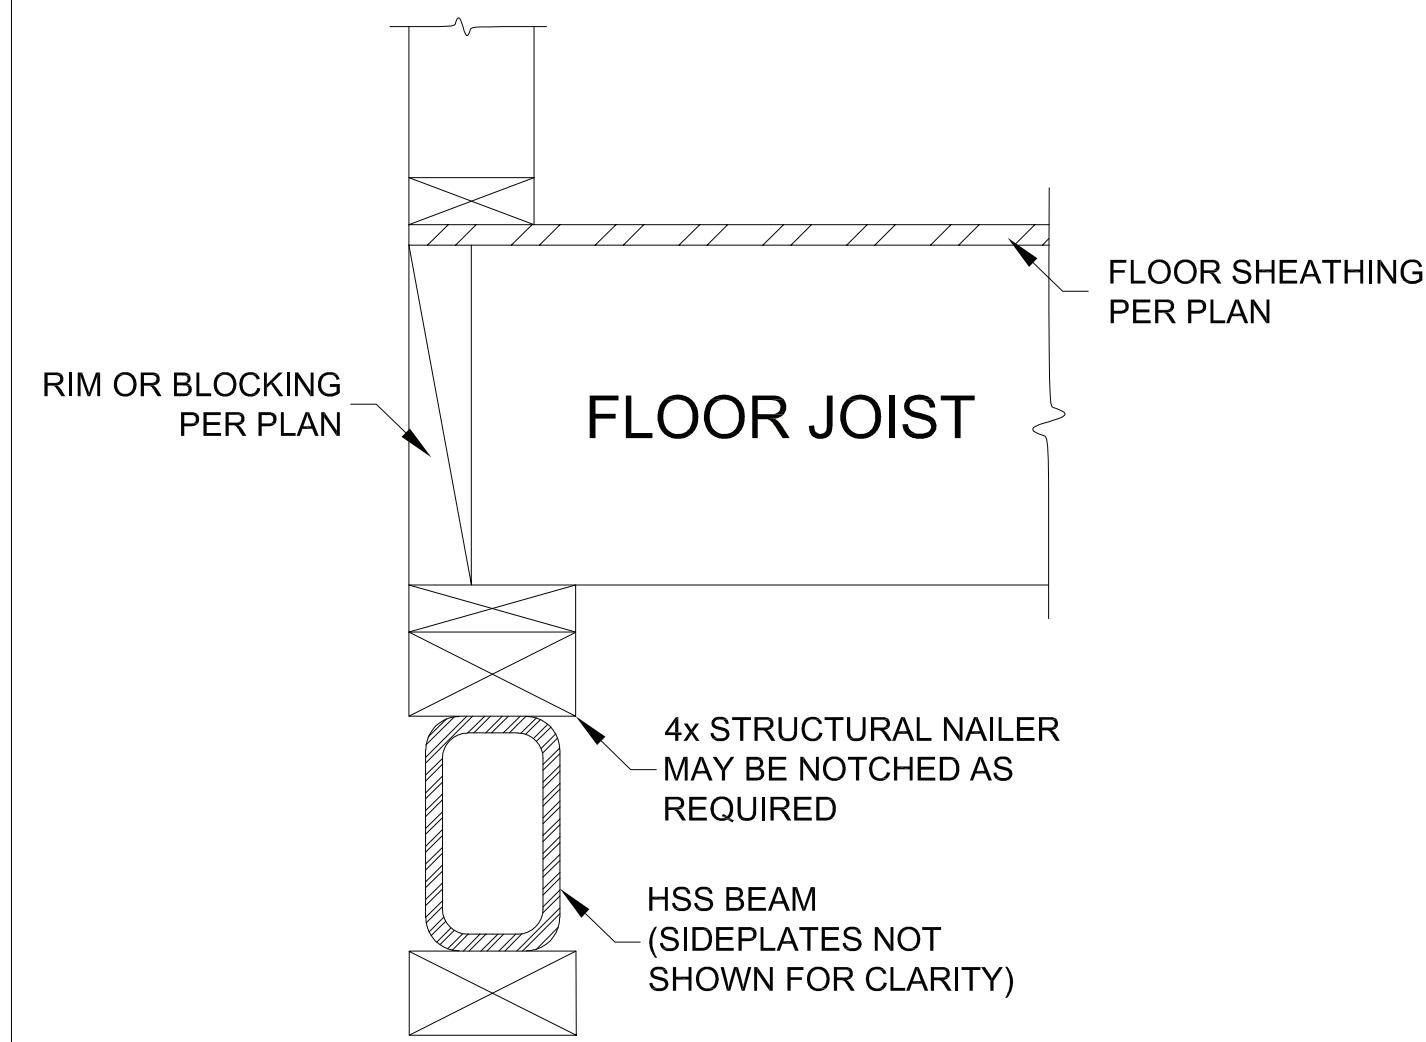 FLOOR SHEATHING
PER PLAN
RIM OR BLOCKING
PER PLAN
FLOOR JOIST
4x STRUCTURAL NAILER
MAY BE NOTCHED AS
REQUIRED
HSS BEAM
(SIDEPLATES NOT
SHOWN FOR CLARITY)